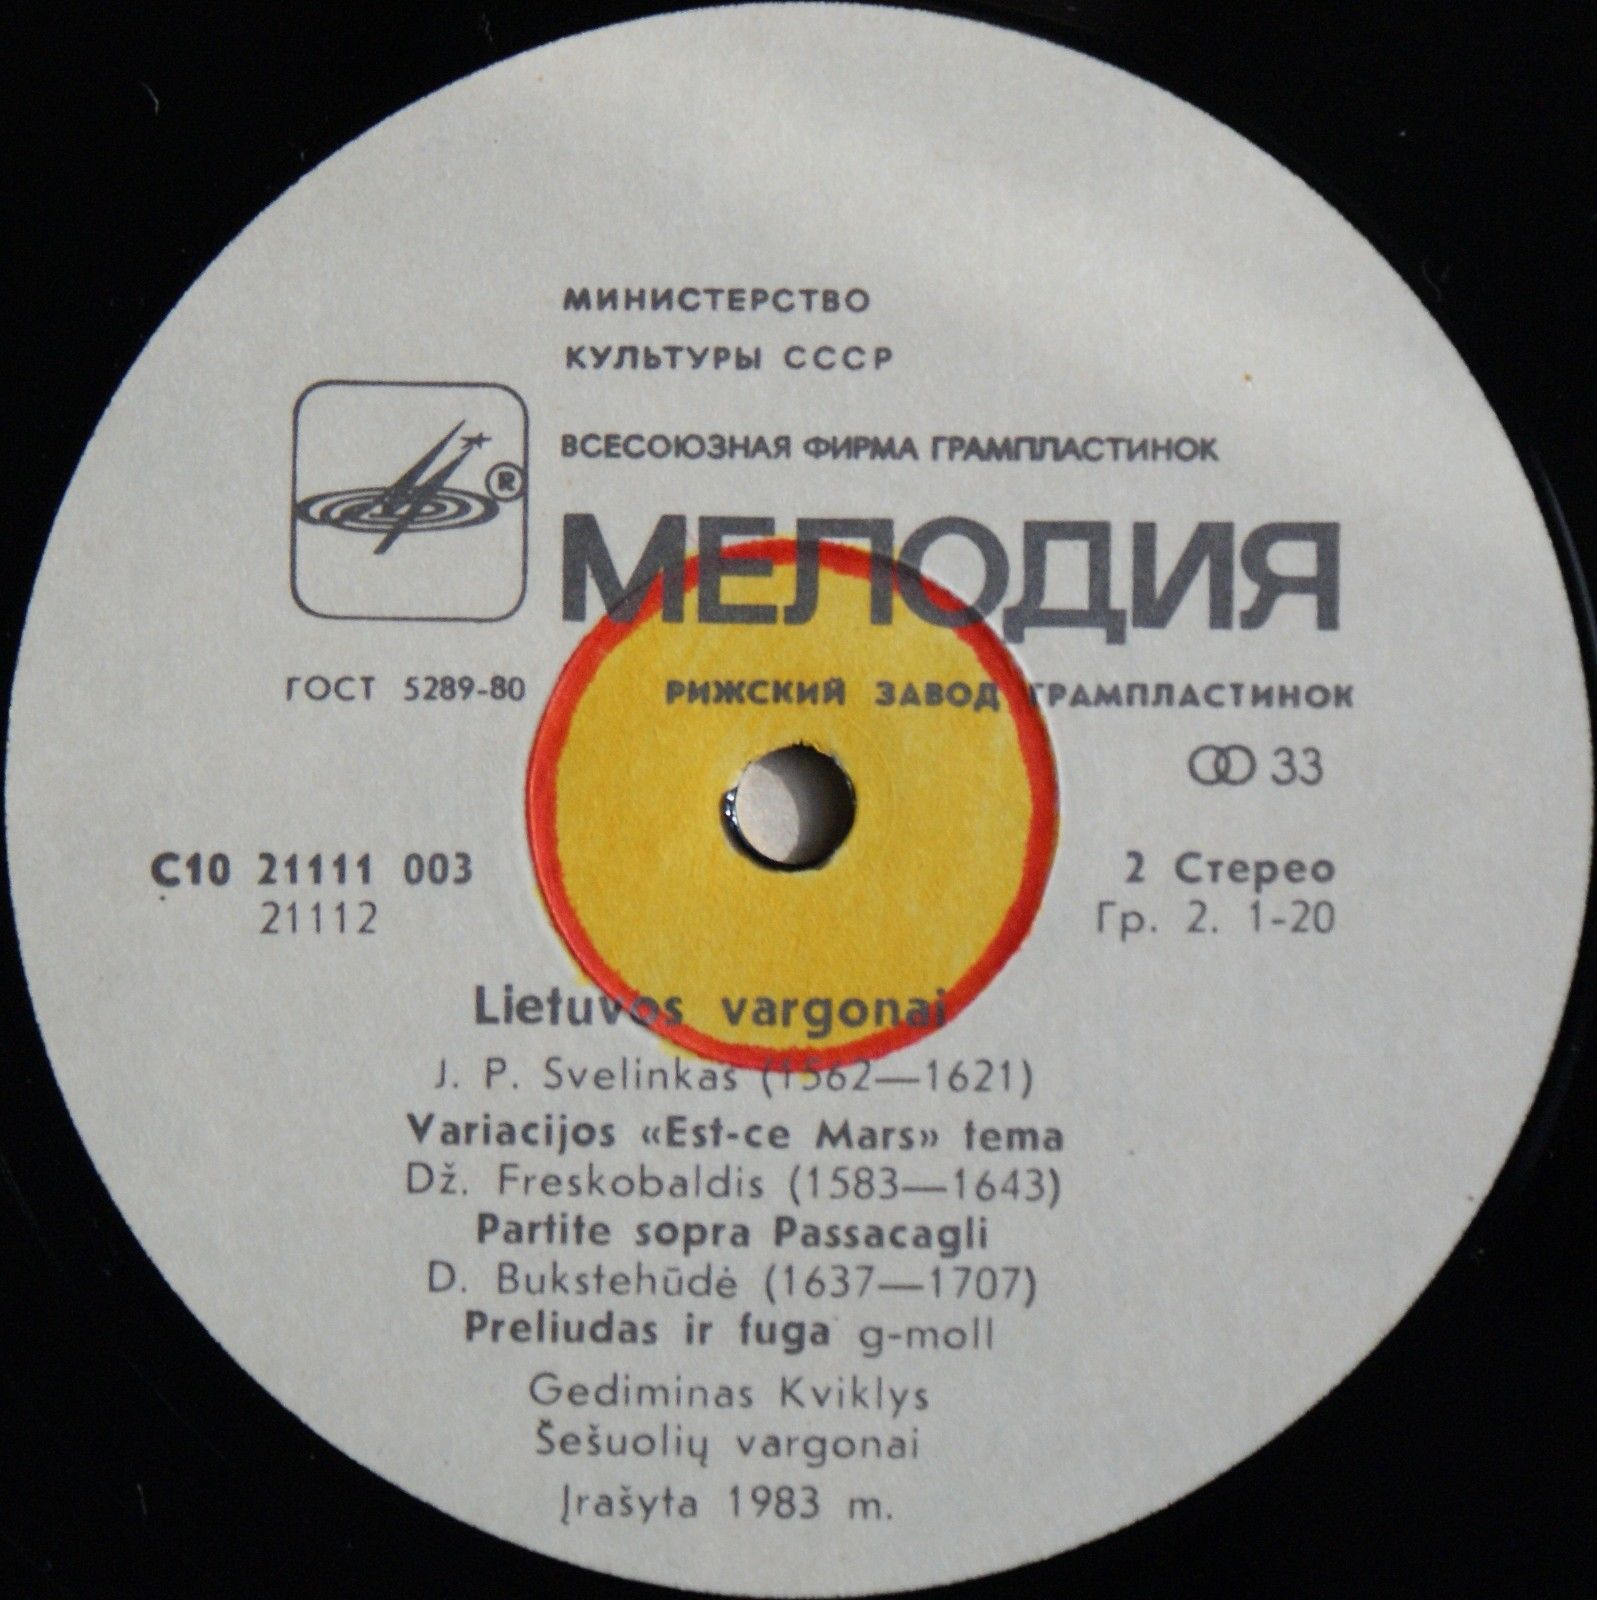 МИНИСТЕРСТВО
КУЛЬТУРЫ СССР
ВСЕСОЮЗНАЯ ФИРМА ГРАМПЛАСТИНОК
®
МЕЛОДИЯ
ГОСТ 5289-80 РИЖСКИЙ ЗАВОД ГРАМПЛАСТИНОК
33
С10 21111 003 2 Стерео
21112 Гр. 2. 1-20
Lietuvos vargonai
J. P. Svelinkas (1562—1621)
Variacijos «Est-ce Mars» tema
Dž. Freskobaldis (1583—1643)
Partite sopra Passacagli
D. Bukstehūdė (1637—1707)
Preliudas ir fuga g-moll
Gediminas Kviklys
Šešuolių vargonai
Įrašyta 1983 m.